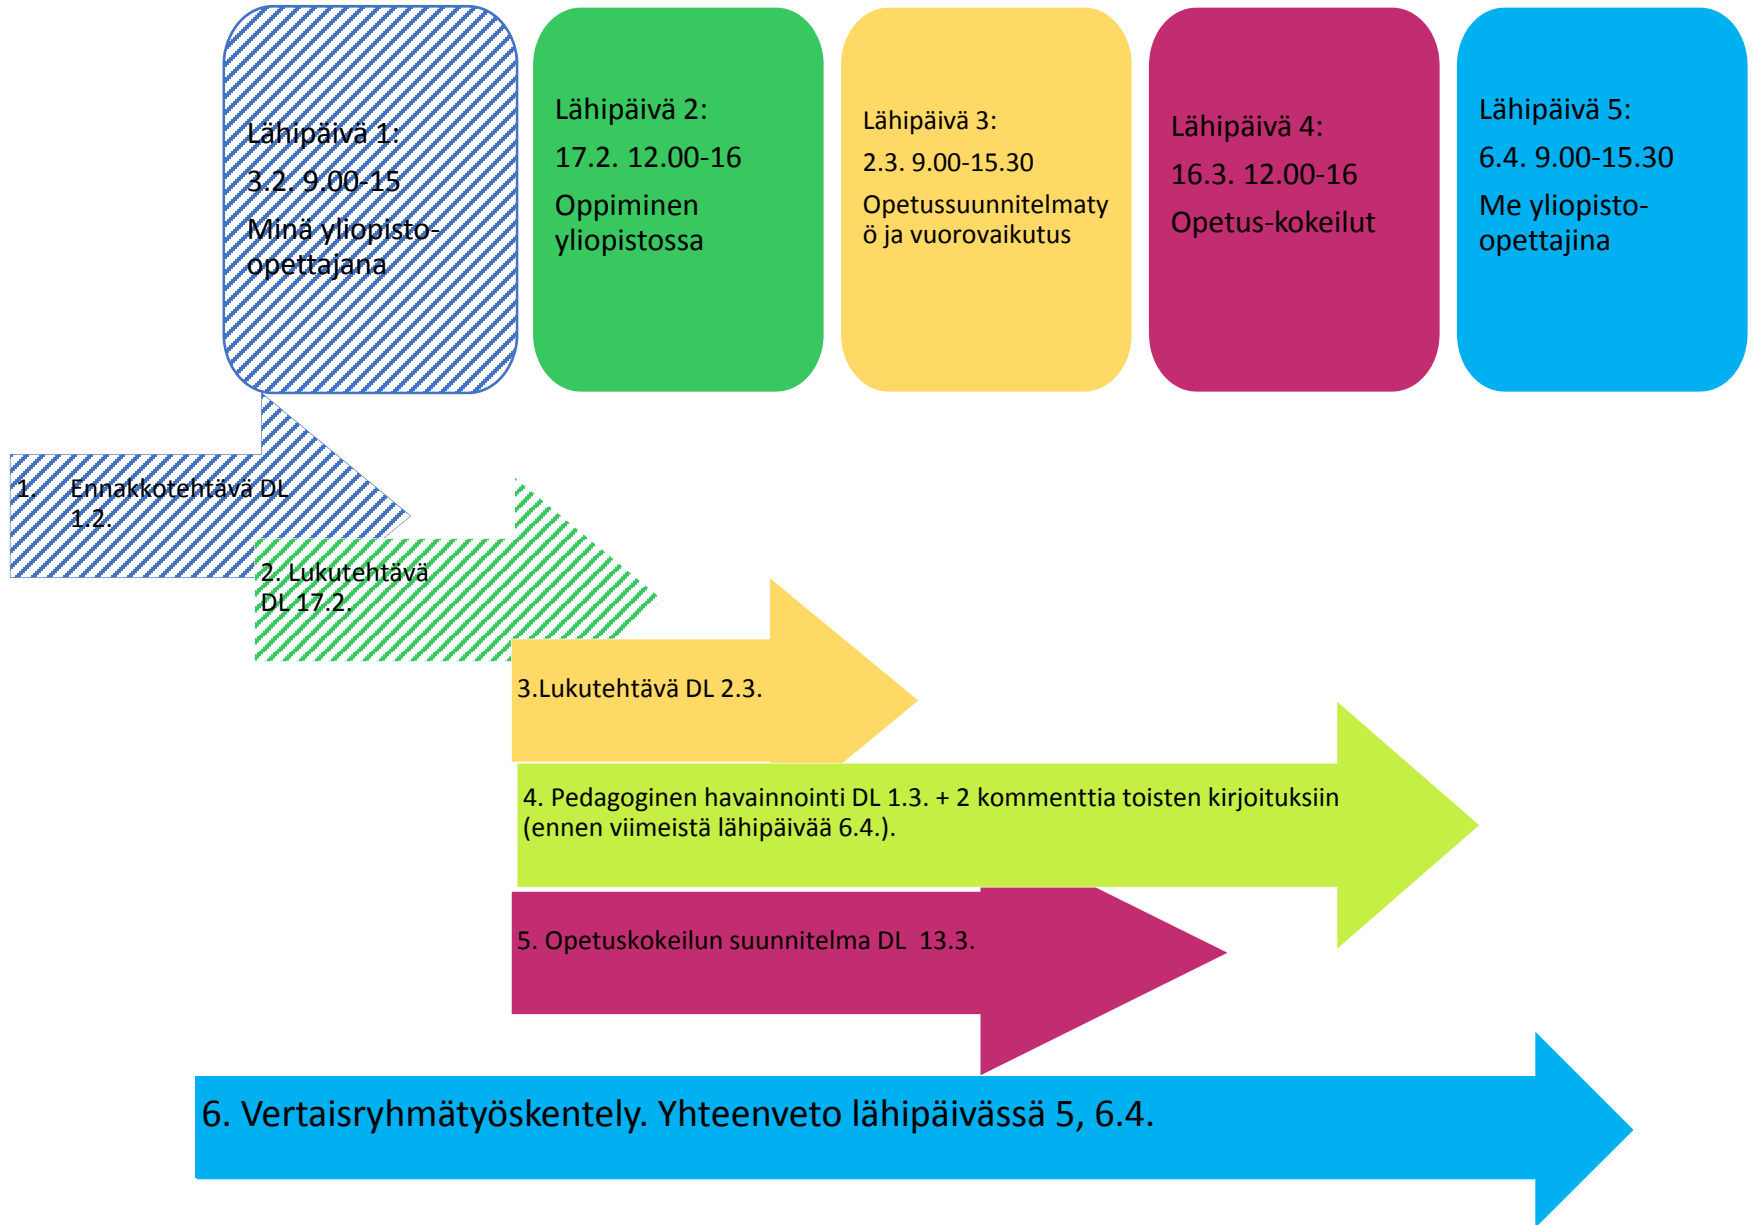 Lähipäivä 1:
3.2. 9.00-15
Minä yliopisto-
opettajana
Lähipäivä 2:
17.2. 12.00-16
Oppiminen
yliopistossa
Lähipäivä 3:
2.3. 9.00-15.30
Opetussuunnitelmaty
ö ja vuorovaikutus
Lähipäivä 4:
16.3. 12.00-16
Opetus-kokeilut
Lähipäivä 5:
6.4. 9.00-15.30
Me yliopisto-
opettajina
1. Ennakkotehtävä DL
1.2.
2. Lukutehtävä
DL 17.2.
3.Lukutehtävä DL 2.3.
4. Pedagoginen havainnointi DL 1.3. + 2 kommenttia toisten kirjoituksiin
(ennen viimeistä lähipäivää 6.4.).
5. Opetuskokeilun suunnitelma DL 13.3.
6. Vertaisryhmätyöskentely. Yhteenveto lähipäivässä 5, 6.4.